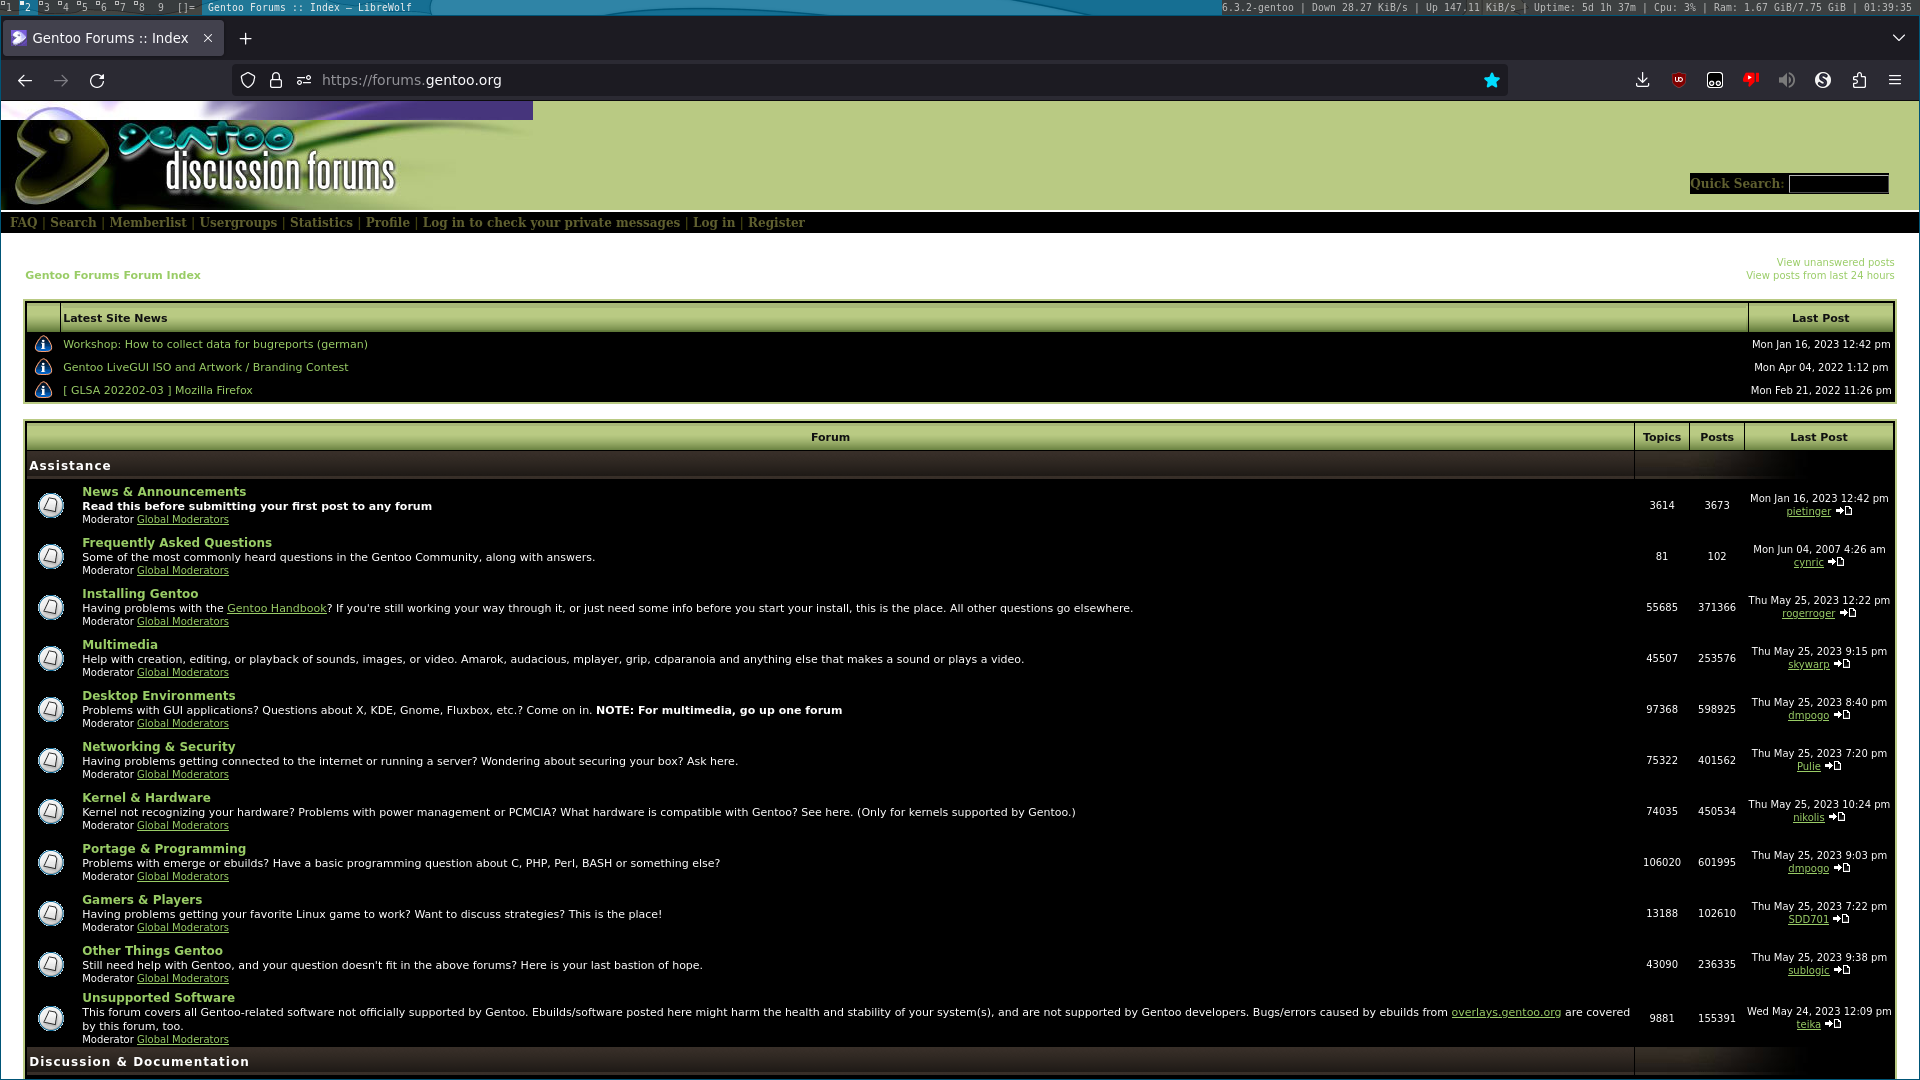 1 2 3 4 5 6 7 8 9 []= Gentoo Forums :: Index — LibreWolf 6.3.2-gentoo | Down 28.27 KiB/s | Up 147.11 KiB/s | Uptime: 5d 1h 37m | Cpu: 3% | Ram: 1.67 GiB/7.75 GiB | 01:39:35
Gentoo Forums :: Index
https://forums.gentoo.org
gentoo
discussion forums
Quick Search:
FAQ | Search | Memberlist | Usergroups | Statistics | Profile | Log in to check your private messages | Log in | Register
View unanswered posts
Gentoo Forums Forum Index
View posts from last 24 hours
Latest Site News Last Post
Workshop: How to collect data for bugreports (german) Mon Jan 16, 2023 12:42 pm
Gentoo LiveGUI ISO and Artwork / Branding Contest Mon Apr 04, 2022 1:12 pm
[ GLSA 202202-03 ] Mozilla Firefox Mon Feb 21, 2022 11:26 pm
Forum Topics Posts Last Post
Assistance
News & Announcements
Read this before submitting your first post to any forum
Moderator Global Moderators
3614 3673
Mon Jan 16, 2023 12:42 pm
pietinger
Frequently Asked Questions
Some of the most commonly heard questions in the Gentoo Community, along with answers.
Moderator Global Moderators
81 102
Mon Jun 04, 2007 4:26 am
cynric
Installing Gentoo
Having problems with the Gentoo Handbook? If you're still working your way through it, or just need some info before you start your install, this is the place. All other questions go elsewhere.
Moderator Global Moderators
55685 371366
Thu May 25, 2023 12:22 pm
rogerroger
Multimedia
Help with creation, editing, or playback of sounds, images, or video. Amarok, audacious, mplayer, grip, cdparanoia and anything else that makes a sound or plays a video.
Moderator Global Moderators
45507 253576
Thu May 25, 2023 9:15 pm
skywarp
Desktop Environments
Problems with GUI applications? Questions about X, KDE, Gnome, Fluxbox, etc.? Come on in. NOTE: For multimedia, go up one forum
Moderator Global Moderators
97368 598925
Thu May 25, 2023 8:40 pm
dmpogo
Networking & Security
Having problems getting connected to the internet or running a server? Wondering about securing your box? Ask here.
Moderator Global Moderators
75322 401562
Thu May 25, 2023 7:20 pm
Pulie
Kernel & Hardware
Kernel not recognizing your hardware? Problems with power management or PCMCIA? What hardware is compatible with Gentoo? See here. (Only for kernels supported by Gentoo.)
Moderator Global Moderators
74035 450534
Thu May 25, 2023 10:24 pm
nikolis
Portage & Programming
Problems with emerge or ebuilds? Have a basic programming question about C, PHP, Perl, BASH or something else?
Moderator Global Moderators
106020 601995
Thu May 25, 2023 9:03 pm
dmpogo
Gamers & Players
Having problems getting your favorite Linux game to work? Want to discuss strategies? This is the place!
Moderator Global Moderators
13188 102610
Thu May 25, 2023 7:22 pm
SDD701
Other Things Gentoo
Still need help with Gentoo, and your question doesn't fit in the above forums? Here is your last bastion of hope.
Moderator Global Moderators
43090 236335
Thu May 25, 2023 9:38 pm
sublogic
Unsupported Software
This forum covers all Gentoo-related software not officially supported by Gentoo. Ebuilds/software posted here might harm the health and stability of your system(s), and are not supported by Gentoo developers. Bugs/errors caused by ebuilds from overlays.gentoo.org are covered
by this forum, too.
Moderator Global Moderators
9881 155391
Wed May 24, 2023 12:09 pm
teika
Discussion & Documentation